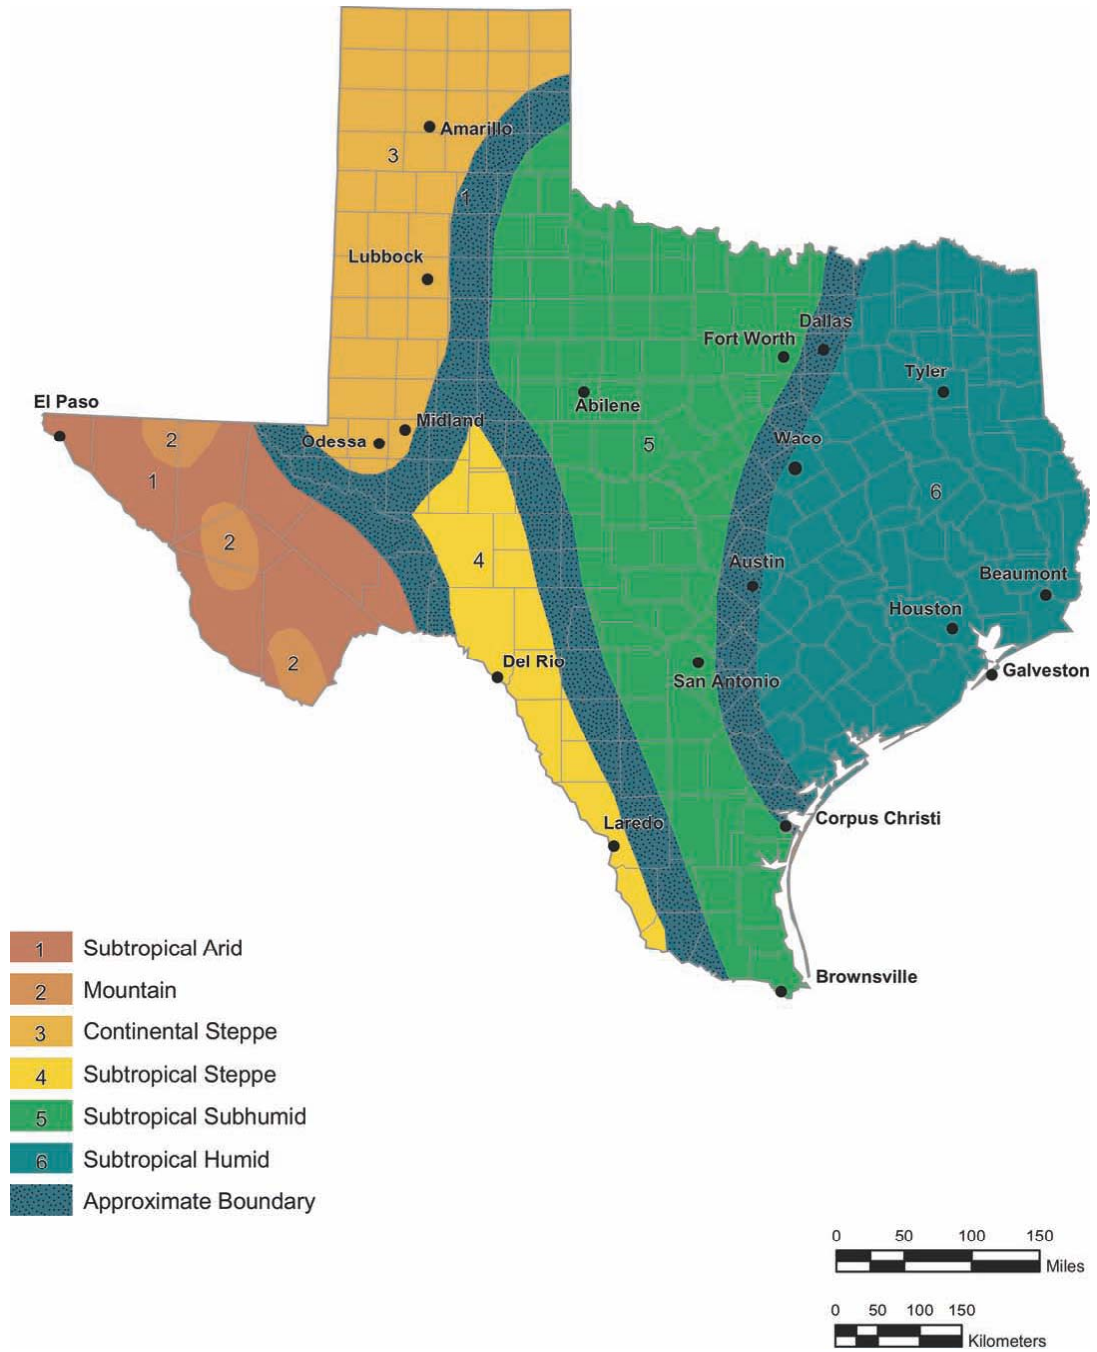 Amarillo
3
1
Lubbock
Dallas
Fort Worth
Tyler
El Paso
Abilene
Midland
2
Odessa
5
Waco
1
6
2
4
Austin
Beaumont
Houston
2
Del Rio
San Antonio
Galveston
Laredo
Corpus Christi
Brownsville
1 Subtropical Arid
2 Mountain
3 Continental Steppe
4 Subtropical Steppe
5 Subtropical Subhumid
6 Subtropical Humid
Approximate Boundary
0 50 100 150
Miles
0 50 100 150
Kilometers